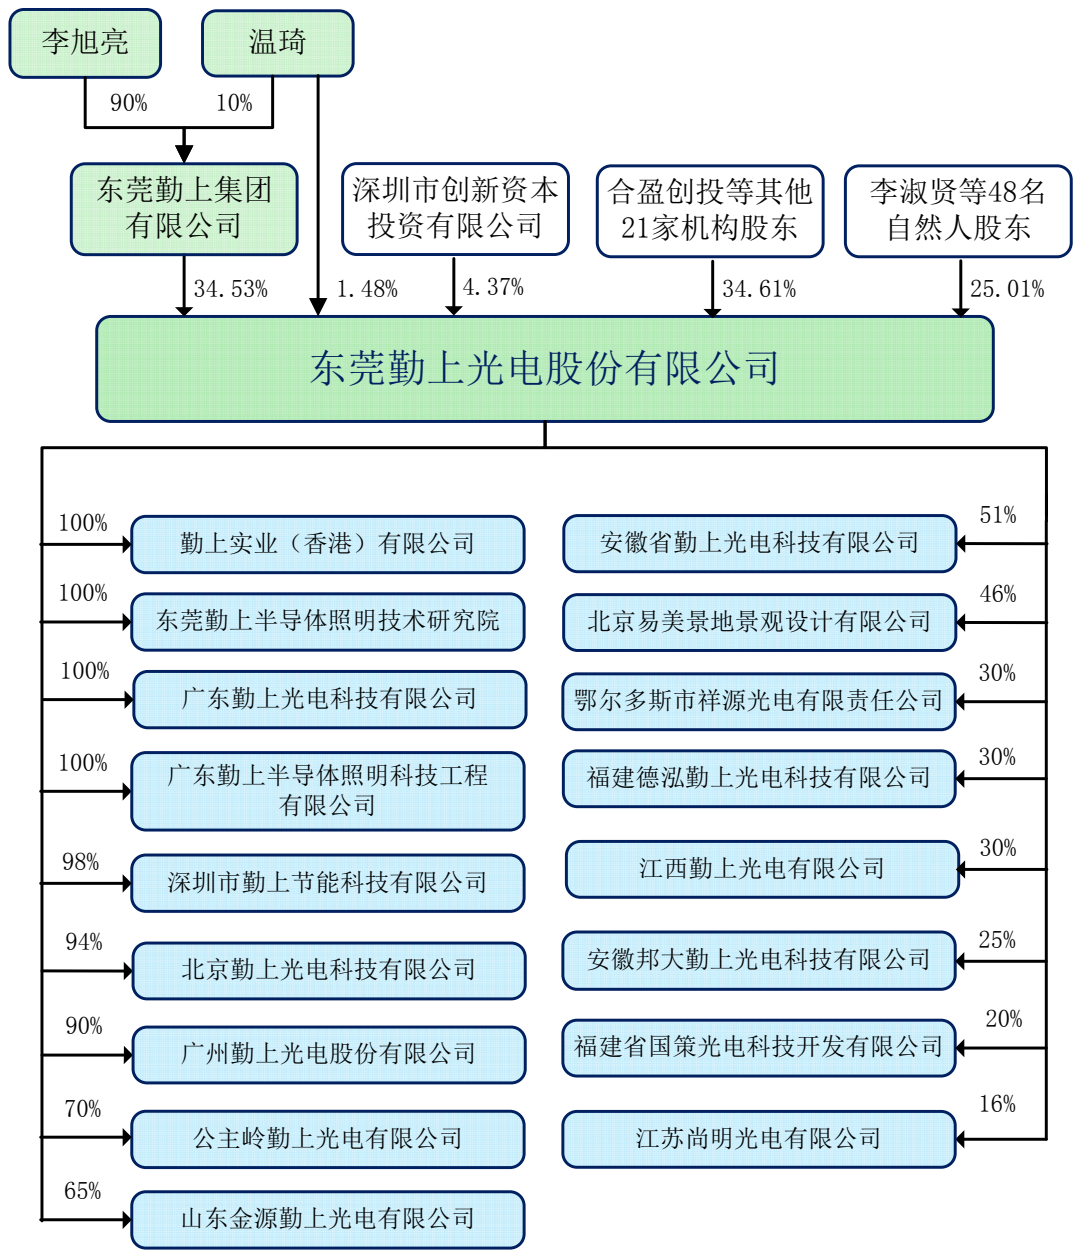 李旭亮
温琦
90%
10%
东莞勤上集团
有限公司
深圳市创新资本
投资有限公司
合盈创投等其他
21家机构股东
李淑贤等48名
自然人股东
34.53%
1.48%
4.37%
34.61%
25.01%
东莞勤上光电股份有限公司
100%
勤上实业（香港）有限公司
100%
东莞勤上半导体照明技术研究院
100%
广东勤上光电科技有限公司
100%
广东勤上半导体照明科技工程
有限公司
98%
深圳市勤上节能科技有限公司
94%
北京勤上光电科技有限公司
90%
广州勤上光电股份有限公司
70%
公主岭勤上光电有限公司
65%
山东金源勤上光电有限公司
51%
安徽省勤上光电科技有限公司
46%
北京易美景地景观设计有限公司
30%
鄂尔多斯市祥源光电有限责任公司
30%
福建德泓勤上光电科技有限公司
30%
江西勤上光电有限公司
25%
安徽邦大勤上光电科技有限公司
20%
福建省国策光电科技开发有限公司
16%
江苏尚明光电有限公司